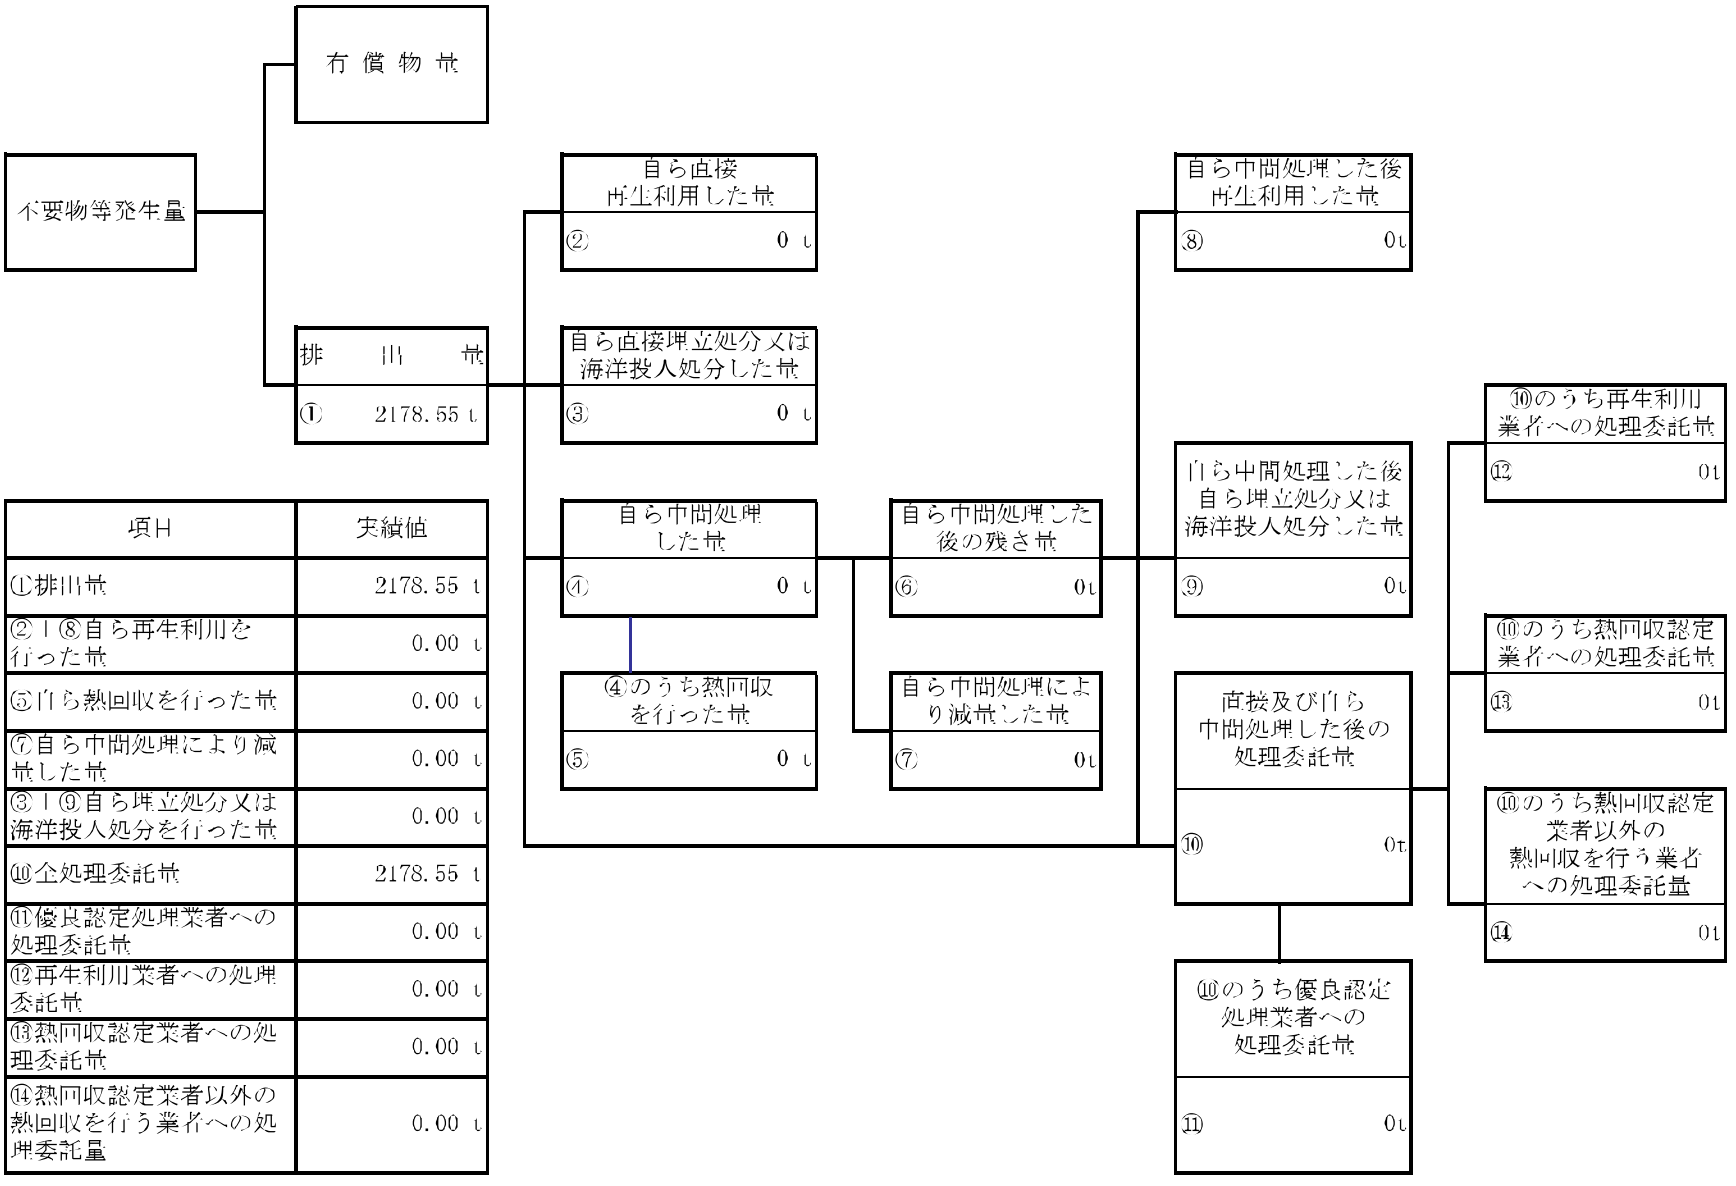 有 償 物 量
不要物等発生量
排 出 量
① 2178.55 t
自ら直接
再生利用した量
② 0 t
自ら直接埋立処分又は
海洋投入処分した量
③ 0 t
自ら中間処理
した量
④ 0 t
④のうち熱回収
を行った量
⑤ 0 t
自ら中間処理した
後の残さ量
⑥ 0t
自ら中間処理によ
り減量した量
⑦ 0t
自ら中間処理した後
再生利用した量
⑧ 0t
自ら中間処理した後
自ら埋立処分又は
海洋投入処分した量
⑨ 0t
直接及び自ら
中間処理した後の
処理委託量
⑩ 0t
⑩のうち優良認定
処理業者への
処理委託量
⑪ 0t
⑩のうち再生利用
業者への処理委託量
⑫ 0t
⑩のうち熱回収認定
業者への処理委託量
⑬ 0t
⑩のうち熱回収認定
業者以外の
熱回収を行う業者
への処理委託量
⑭ 0t
項目 実績値
①排出量 2178.55 t
②+⑧自ら再生利用を
行った量 0.00 t
⑤自ら熱回収を行った量 0.00 t
⑦自ら中間処理により減
量した量 0.00 t
③+⑨自ら埋立処分又は
海洋投入処分を行った量 0.00 t
⑩全処理委託量 2178.55 t
⑪優良認定処理業者への
処理委託量 0.00 t
⑫再生利用業者への処理
委託量 0.00 t
⑬熱回収認定業者への処
理委託量 0.00 t
⑭熱回収認定業者以外の
熱回収を行う業者への処
理委託量 0.00 t